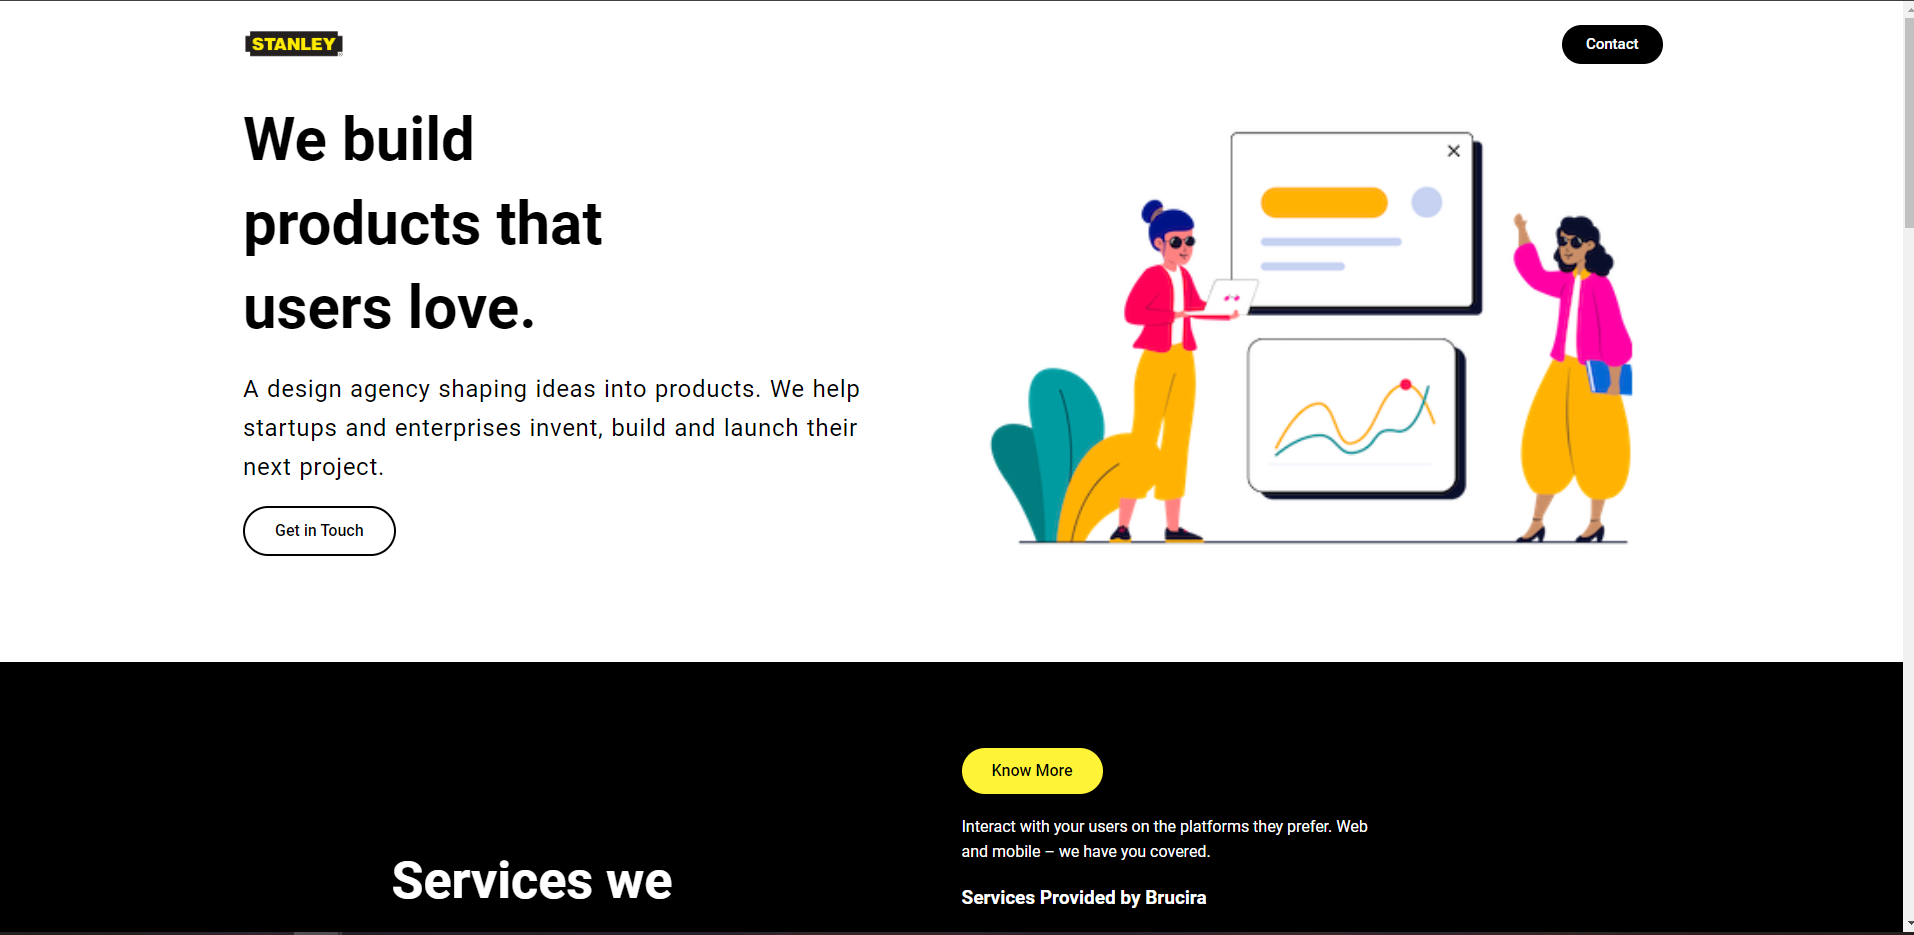 STANLEY
Contact
We build
products that
users love.
A design agency shaping ideas into products. We help
startups and enterprises invent, build and launch their
next project.
Get in Touch
Know More
Interact with your users on the platforms they prefer. Web
and mobile – we have you covered.
Services we
Services Provided by Brucira